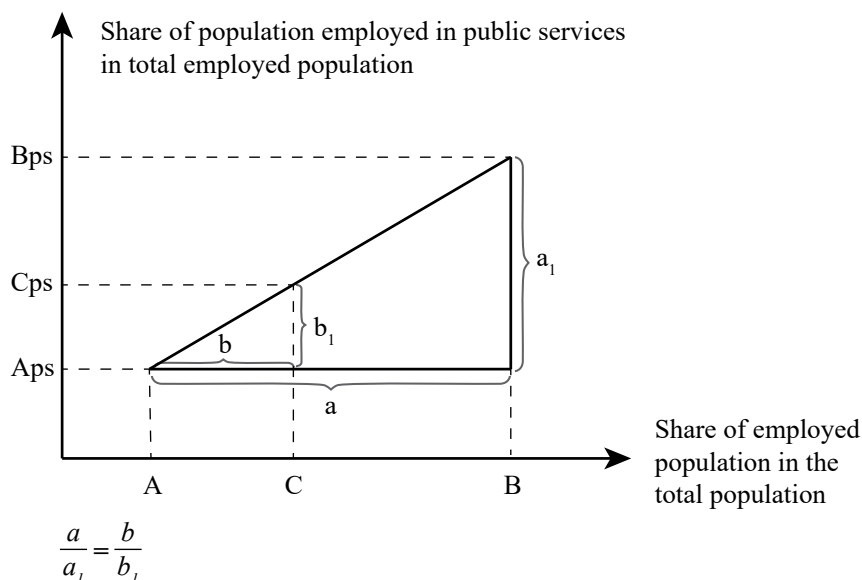 Share of population employed in public services
in total employed population
Bps
a₁
Cps
b₁
b
Aps
a
Share of employed
population in the
total population
A
C
B
a/a₁ = b/b₁